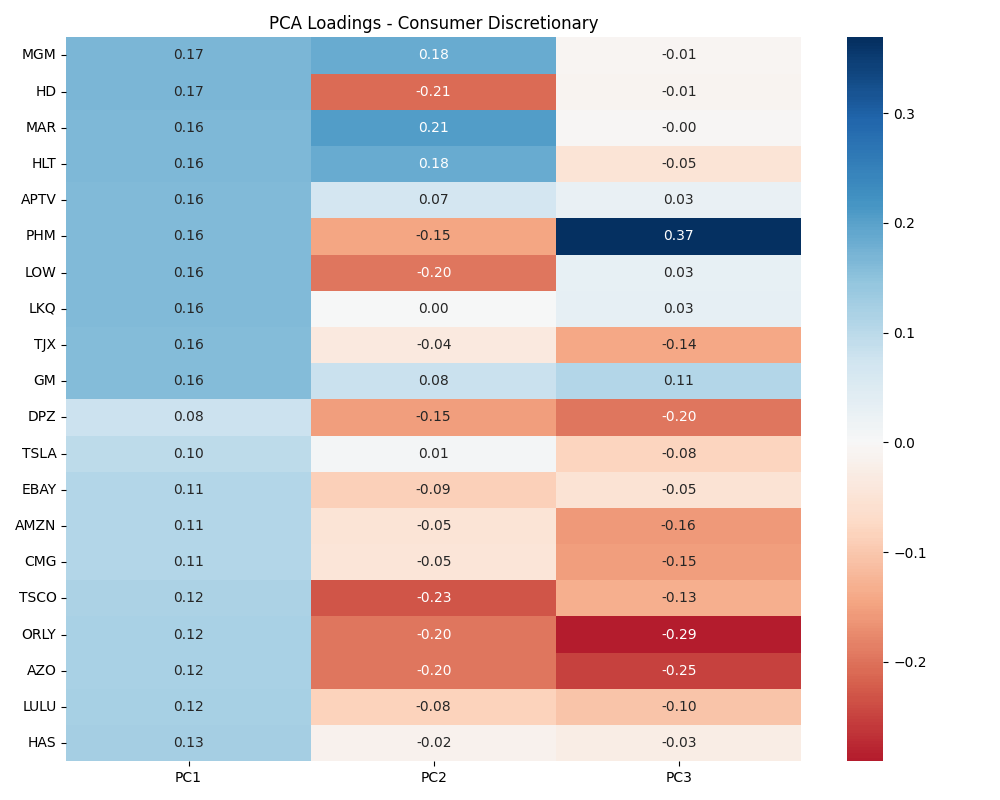 PCA Loadings - Consumer Discretionary
MGM 0.17 0.18 -0.01
HD 0.17 -0.21 -0.01
MAR 0.16 0.21 -0.00
HLT 0.16 0.18 -0.05
APTV 0.16 0.07 0.03
PHM 0.16 -0.15 0.37
LOW 0.16 -0.20 0.03
LKQ 0.16 0.00 0.03
TJX 0.16 -0.04 -0.14
GM 0.16 0.08 0.11
DPZ 0.08 -0.15 -0.20
TSLA 0.10 0.01 -0.08
EBAY 0.11 -0.09 -0.05
AMZN 0.11 -0.05 -0.16
CMG 0.11 -0.05 -0.15
TSCO 0.12 -0.23 -0.13
ORLY 0.12 -0.20 -0.29
AZO 0.12 -0.20 -0.25
LULU 0.12 -0.08 -0.10
HAS 0.13 -0.02 -0.03
PC1 PC2 PC3
0.3
0.2
0.1
0.0
−0.1
−0.2